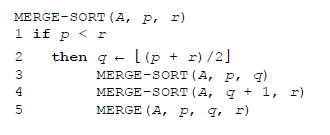 MERGE-SORT(A, p, r)
1 if p < r
2 then q ← ⌊(p + r)/2⌋
3 MERGE-SORT(A, p, q)
4 MERGE-SORT(A, q + 1, r)
5 MERGE(A, p, q, r)